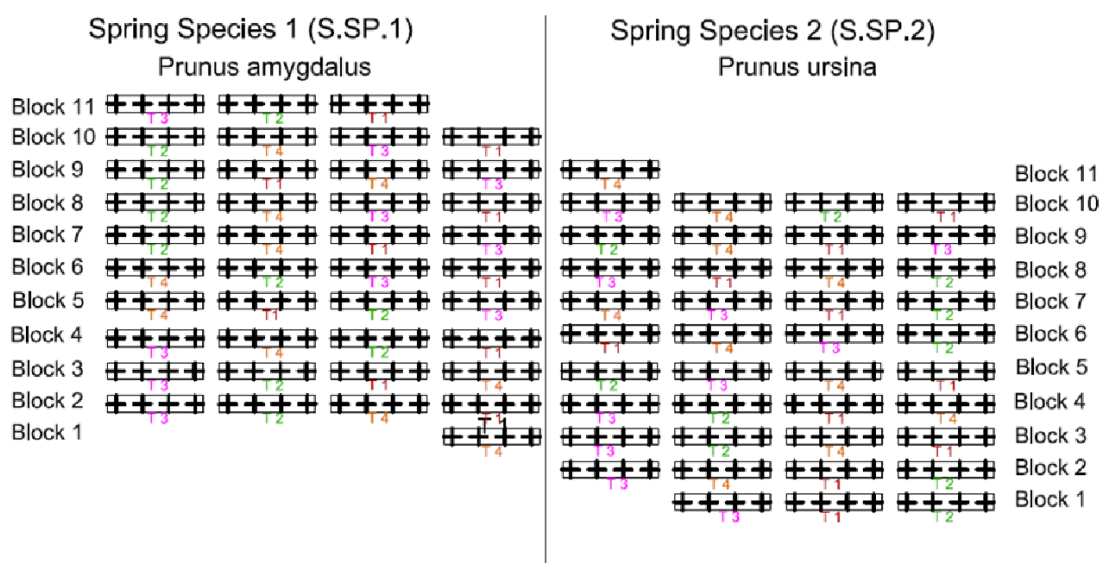 Spring Species 1 (S.SP.1)
Prunus amygdalus
Block 11
T 3 T 2 T 1
Block 10
T 2 T 4 T 3 T 1
Block 9
T 2 T 1 T 4 T 3
Block 8
T 2 T 4 T 3 T 1
Block 7
T 2 T 4 T 1 T 3
Block 6
T 4 T 2 T 3 T 1
Block 5
T 4 T1 T 2 T 3
Block 4
T 3 T 4 T 2 T 1
Block 3
T 3 T 2 T 1 T 4
Block 2
T 3 T 2 T 4 T 1
Block 1
T 4
Spring Species 2 (S.SP.2)
Prunus ursina
Block 11
T 4
Block 10
T 3 T 4 T 2 T 1
Block 9
T 2 T 4 T 1 T 3
Block 8
T 3 T 1 T 4 T 2
Block 7
T 4 T 3 T 1 T 2
Block 6
T 1 T 4 T 3 T 2
Block 5
T 2 T 3 T 4 T 1
Block 4
T 3 T 2 T 1 T 4
Block 3
T 3 T 2 T 4 T 1
Block 2
T 3 T 4 T 1 T 2
Block 1
T 3 T 1 T 2